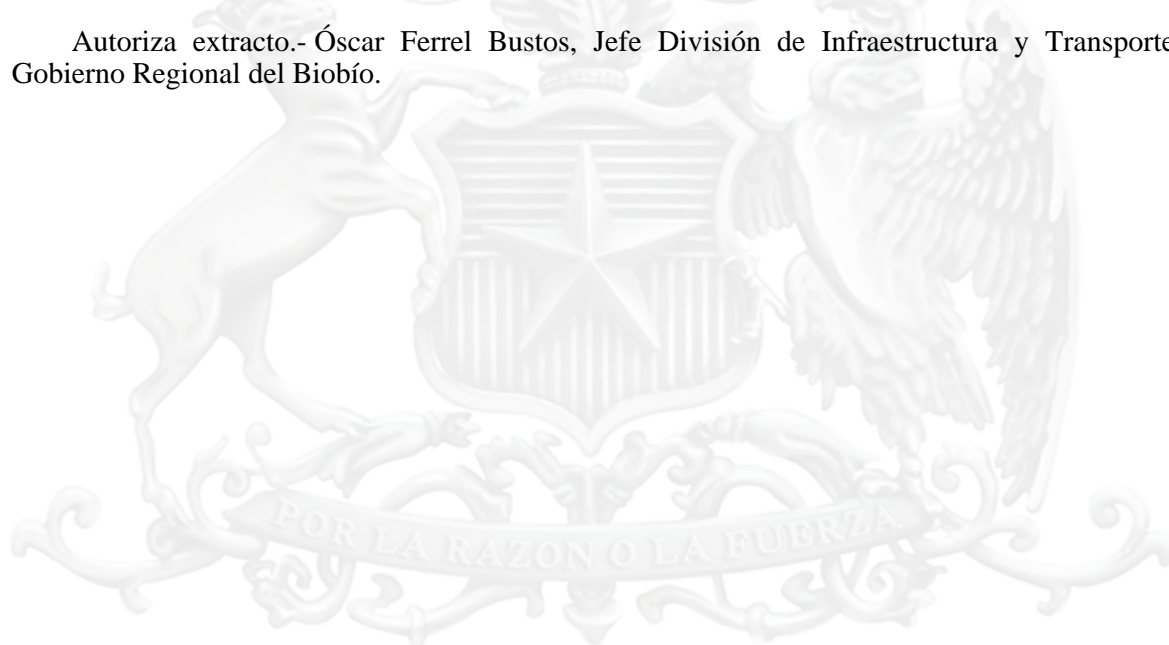 Autoriza extracto.- Óscar Ferrel Bustos, Jefe División de Infraestructura y Transporte
Gobierno Regional del Biobío.
POR LA RAZON O LA FUERZA